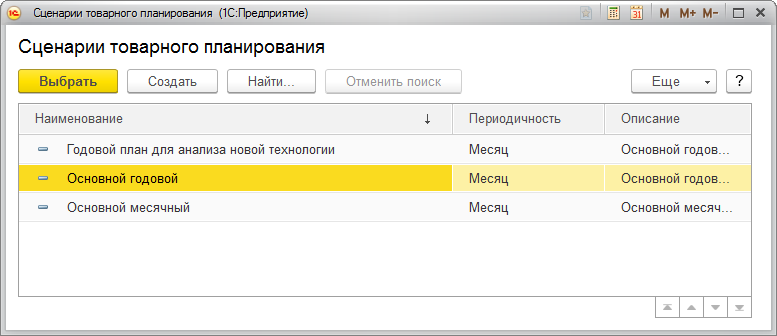 Сценарии товарного планирования (1С:Предприятие)
31 M M+ M-
Сценарии товарного планирования
Выбрать Создать Найти... Отменить поиск Еще ?
Наименование ↓ Периодичность Описание
Годовой план для анализа новой технологии Месяц Основной годов...
Основной годовой Месяц Основной годов...
Основной месячный Месяц Основной месяч...